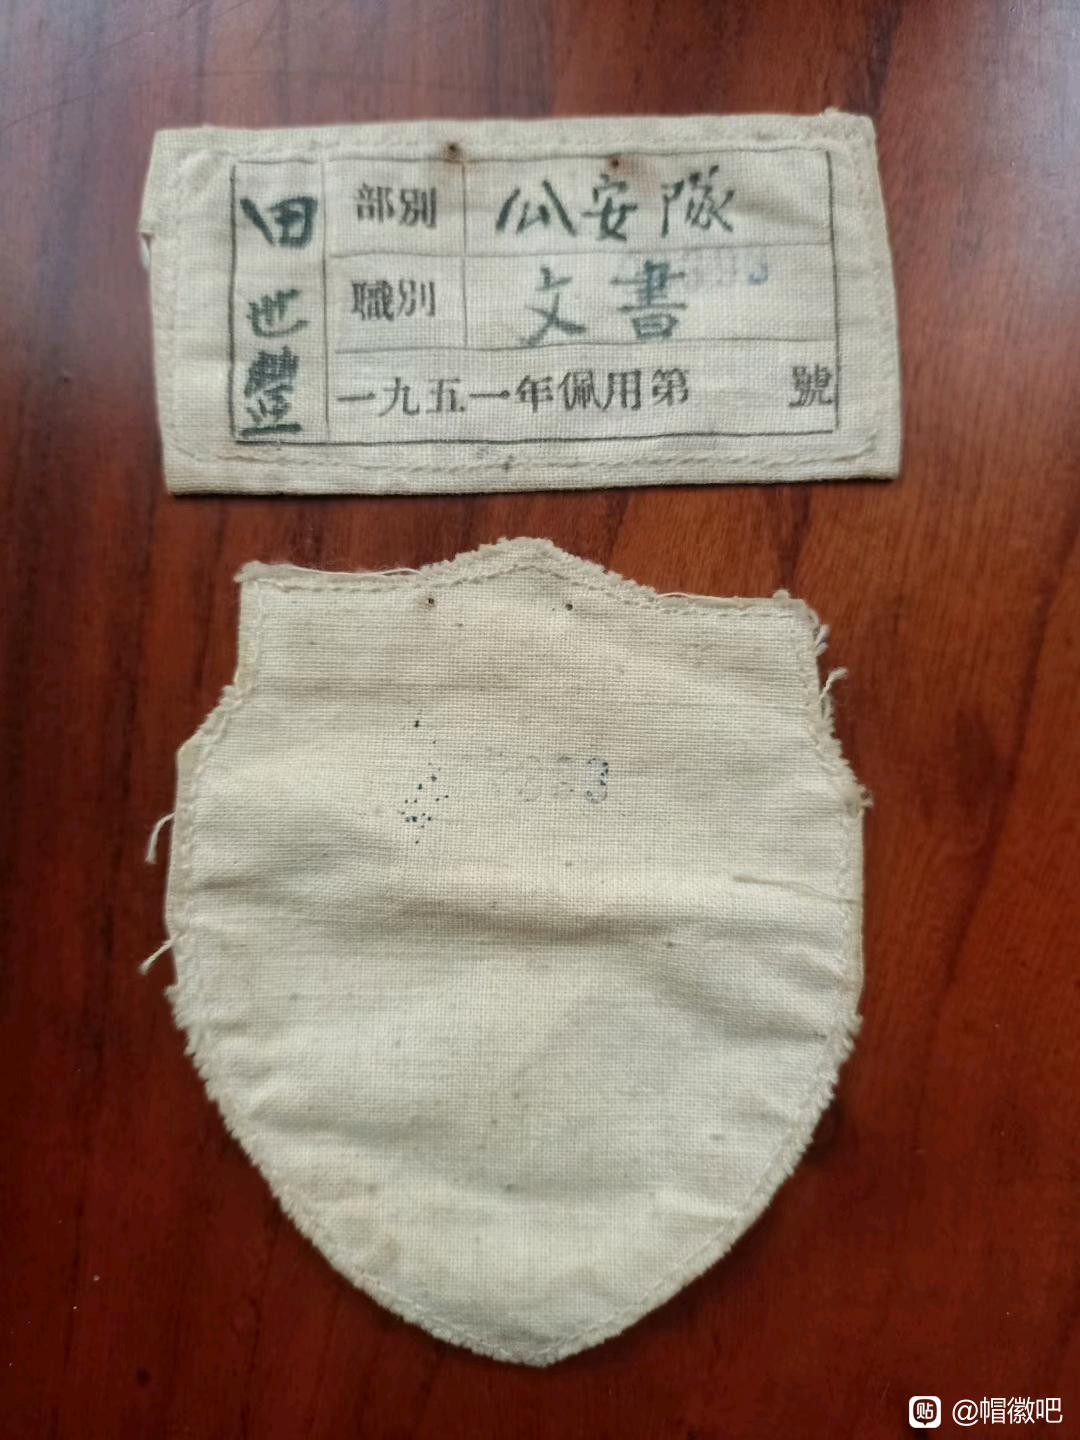 田世豐
部別 公安隊
職別 文書
一九五一年佩用第 號
@帽徽吧